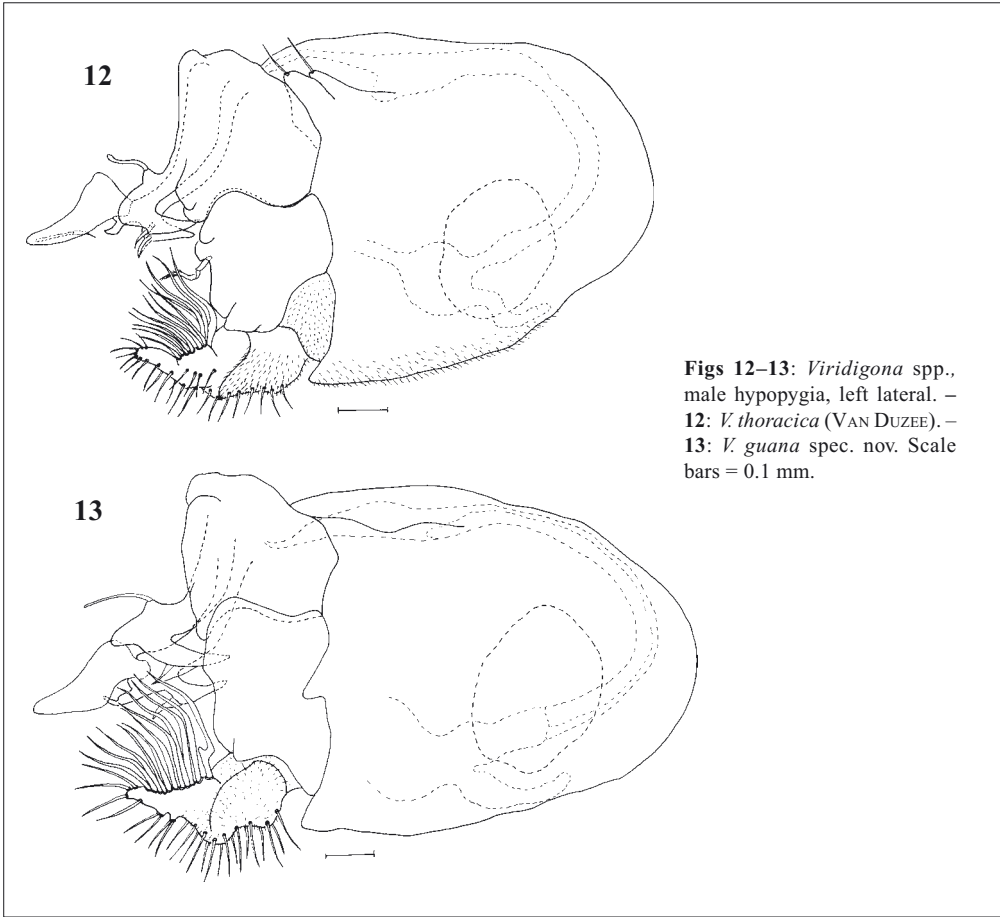 12
Figs 12–13: Viridigona spp.,
male hypopygia, left lateral. –
12: V. thoracica (VAN DUZEE). –
13: V. guana spec. nov. Scale
bars = 0.1 mm.
13